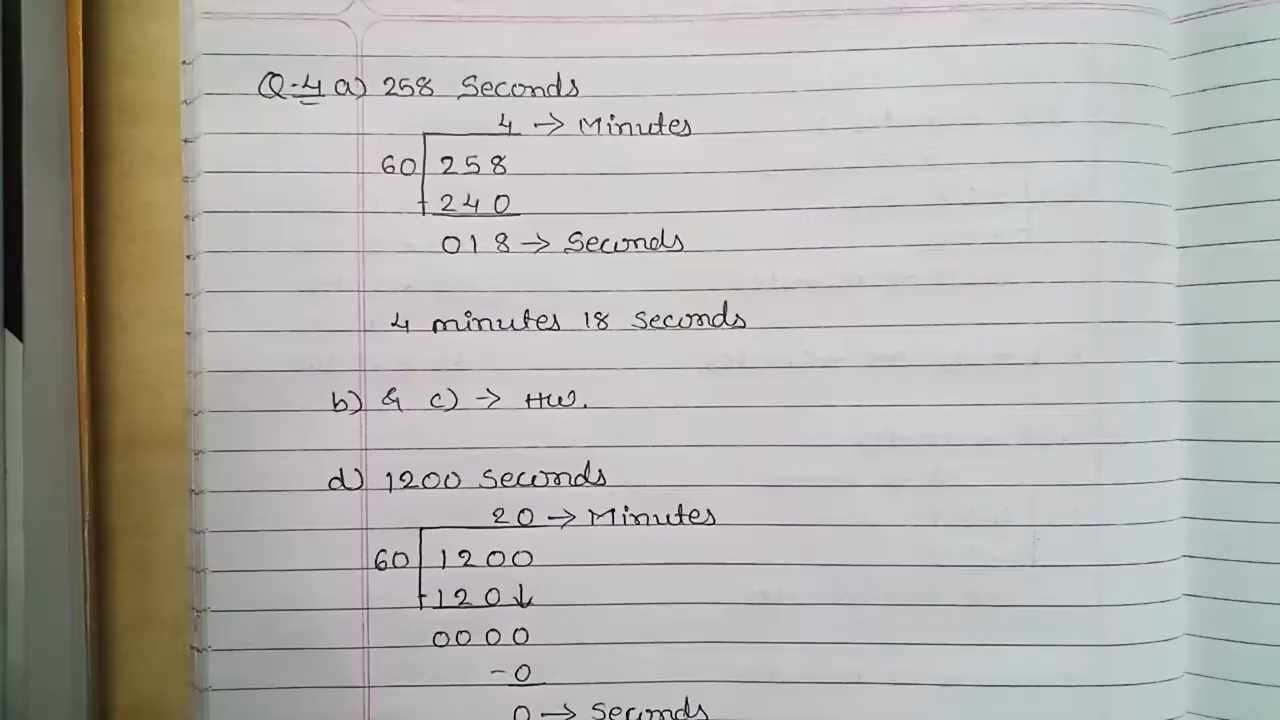 Q.4 a) 258 Seconds
4 → Minutes
60 258
240
018 → Seconds
4 minutes 18 seconds
b) & c) → HW.
d) 1200 seconds
20 → Minutes
60 1200
120↓
0000
-0
0 → Seconds